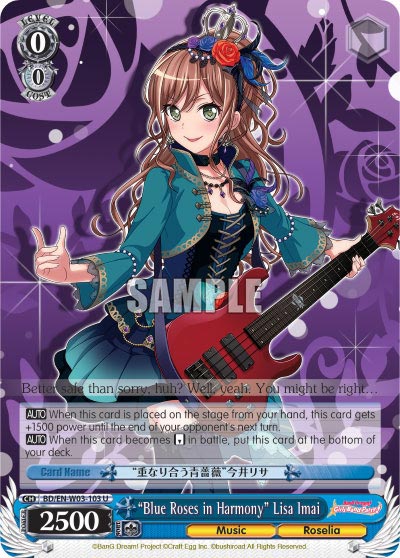 LEVEL
0
0
COST
SAMPLE
Better safe than sorry, huh? Well, yeah. You might be right...
AUTO When this card is placed on the stage from your hand, this card gets
+1500 power until the end of your opponent's next turn.
AUTO When this card becomes in battle, put this card at the bottom of
your deck.
Card Name
"重なり合う青薔薇"今井リサ
CH BD/EN-W03-103 U
"Blue Roses in Harmony" Lisa Imai
POWER
2500
Music
Roselia
©BanG Dream! Project ©Craft Egg Inc. ©bushiroad All Rights Reserved.